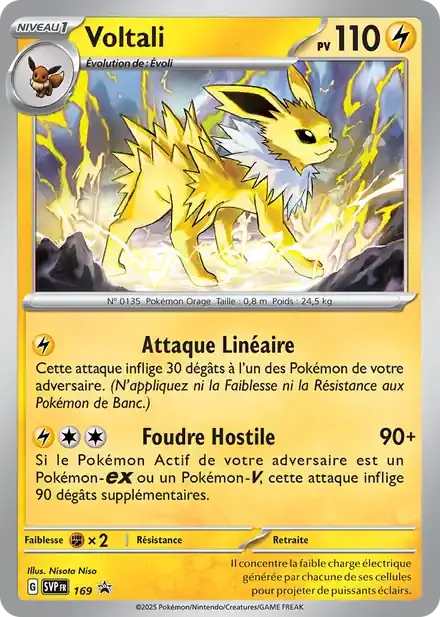 NIVEAU 1
Voltali
PV 110
Évolution de : Évoli
N° 0135 Pokémon Orage Taille : 0,8 m Poids : 24,5 kg
Attaque Linéaire
Cette attaque inflige 30 dégâts à l'un des Pokémon de votre
adversaire. (N'appliquez ni la Faiblesse ni la Résistance aux
Pokémon de Banc.)
Foudre Hostile 90+
Si le Pokémon Actif de votre adversaire est un
Pokémon-ex ou un Pokémon-V, cette attaque inflige
90 dégâts supplémentaires.
Faiblesse ×2 Résistance Retraite
Illus. Nisota Niso
G SVP FR 169
Il concentre la faible charge électrique
générée par chacune de ses cellules
pour projeter de puissants éclairs.
©2025 Pokémon/Nintendo/Creatures/GAME FREAK